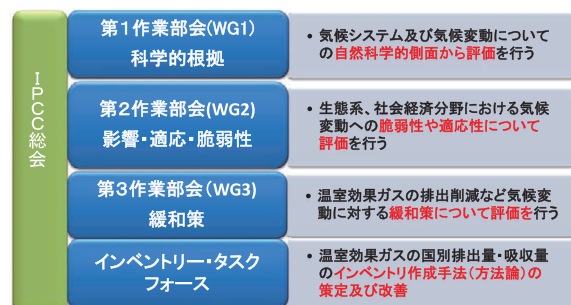 IPCC総会
第1作業部会(WG1)
科学的根拠
・気候システム及び気候変動について
の自然科学的側面から評価を行う
第2作業部会(WG2)
影響・適応・脆弱性
・生態系、社会経済分野における気候
変動への脆弱性や適応性について
評価を行う
第3作業部会(WG3)
緩和策
・温室効果ガスの排出削減など気候変
動に対する緩和策について評価を行う
インベントリー・タスク
フォース
・温室効果ガスの国別排出量・吸収量
のインベントリ作成手法(方法論)の
策定及び改善